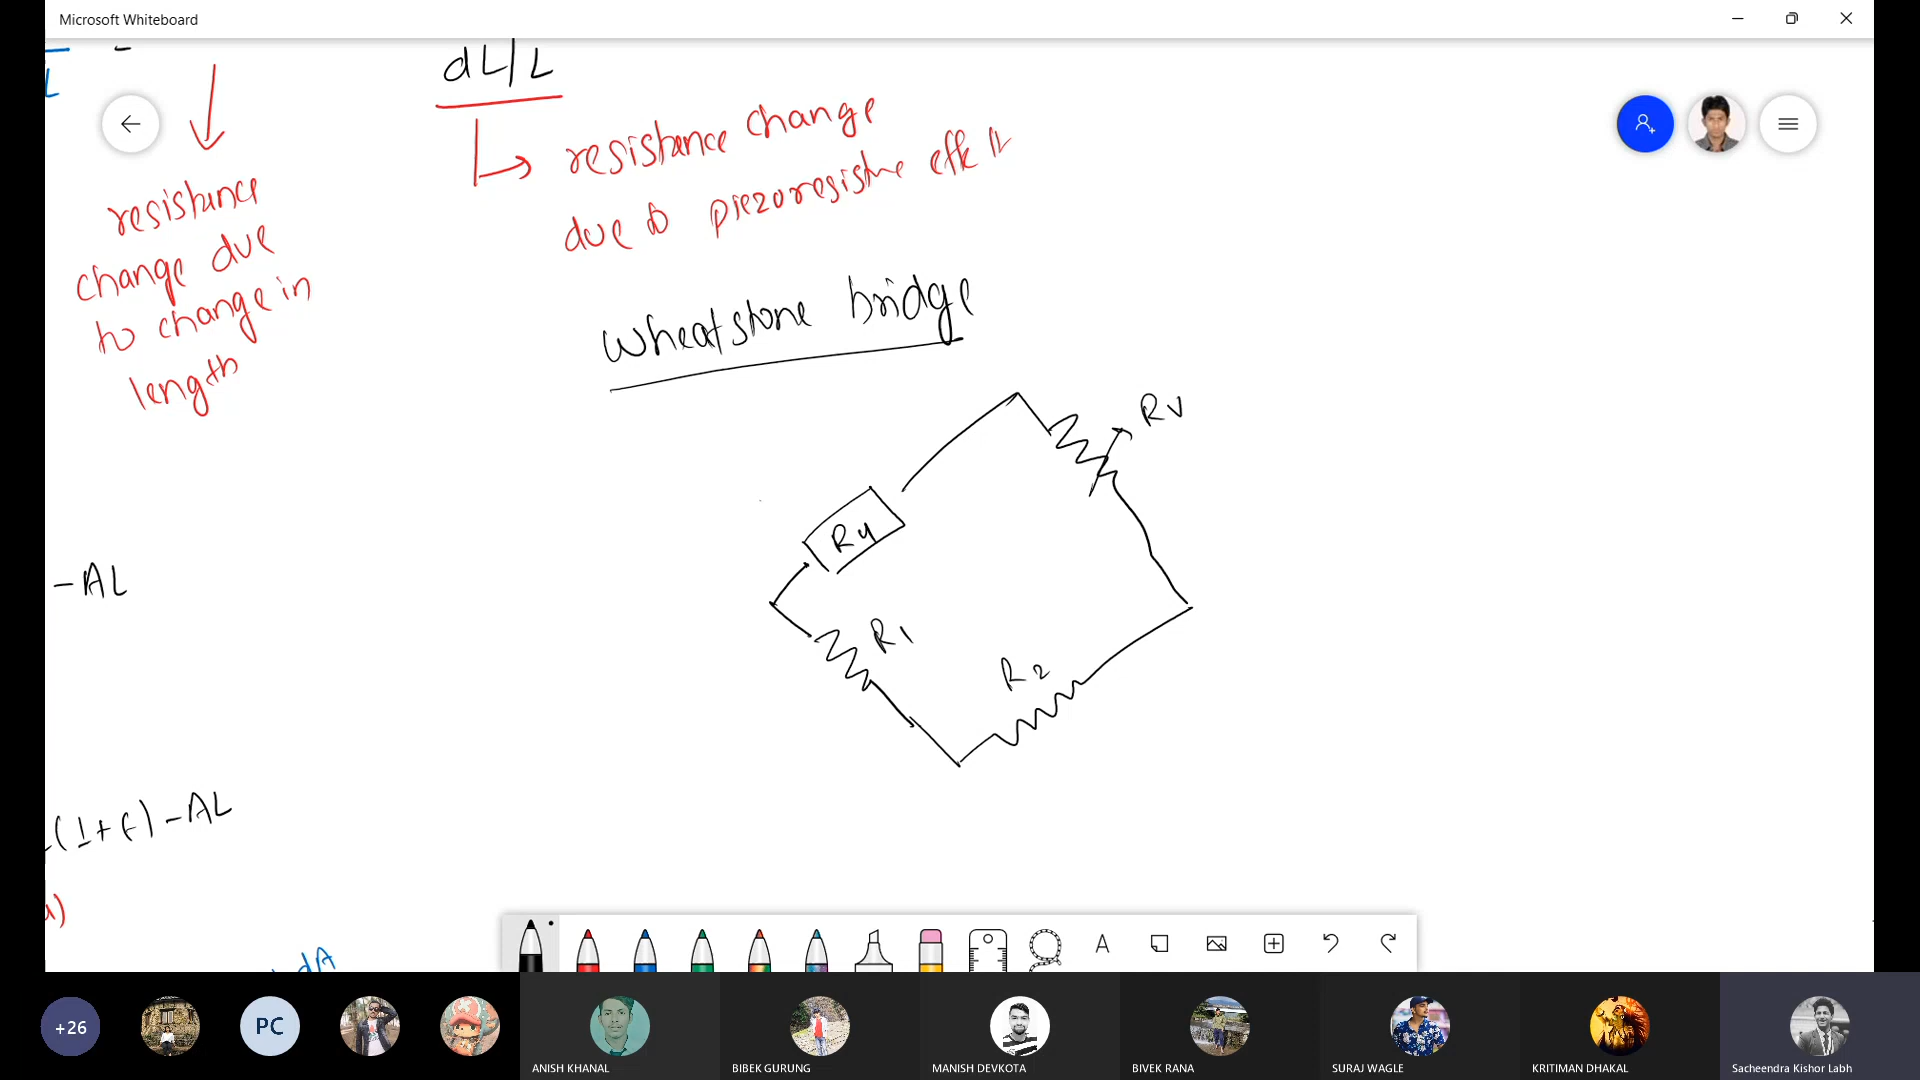 Microsoft Whiteboard
L
dL/L
resistance change
due to piezoresistive effect
resistance
change due
to change in
length
wheatstone bridge
Rv
R4
R1
R2
-AL
(1+ε)-AL
dA
A
+26
PC
ANISH KHANAL
BIBEK GURUNG
MANISH DEVKOTA
BIVEK RANA
SURAJ WAGLE
KRITIMAN DHAKAL
Sacheendra Kishor Labh